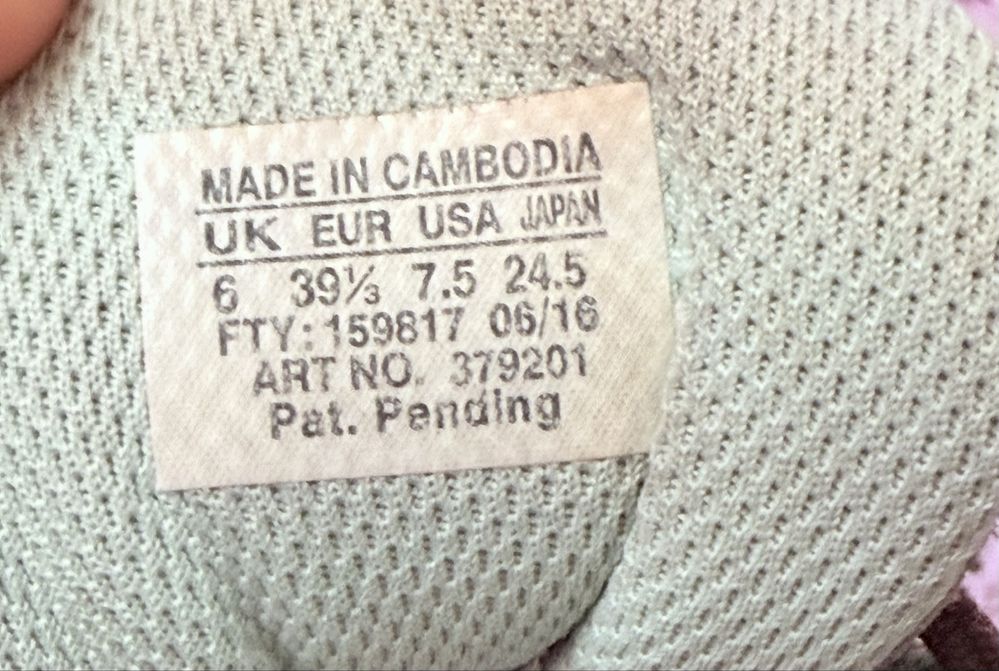 MADE IN CAMBODIA
UK EUR USA JAPAN
6 39⅓ 7.5 24.5
FTY: 159817 06/16
ART NO. 379201
Pat. Pending